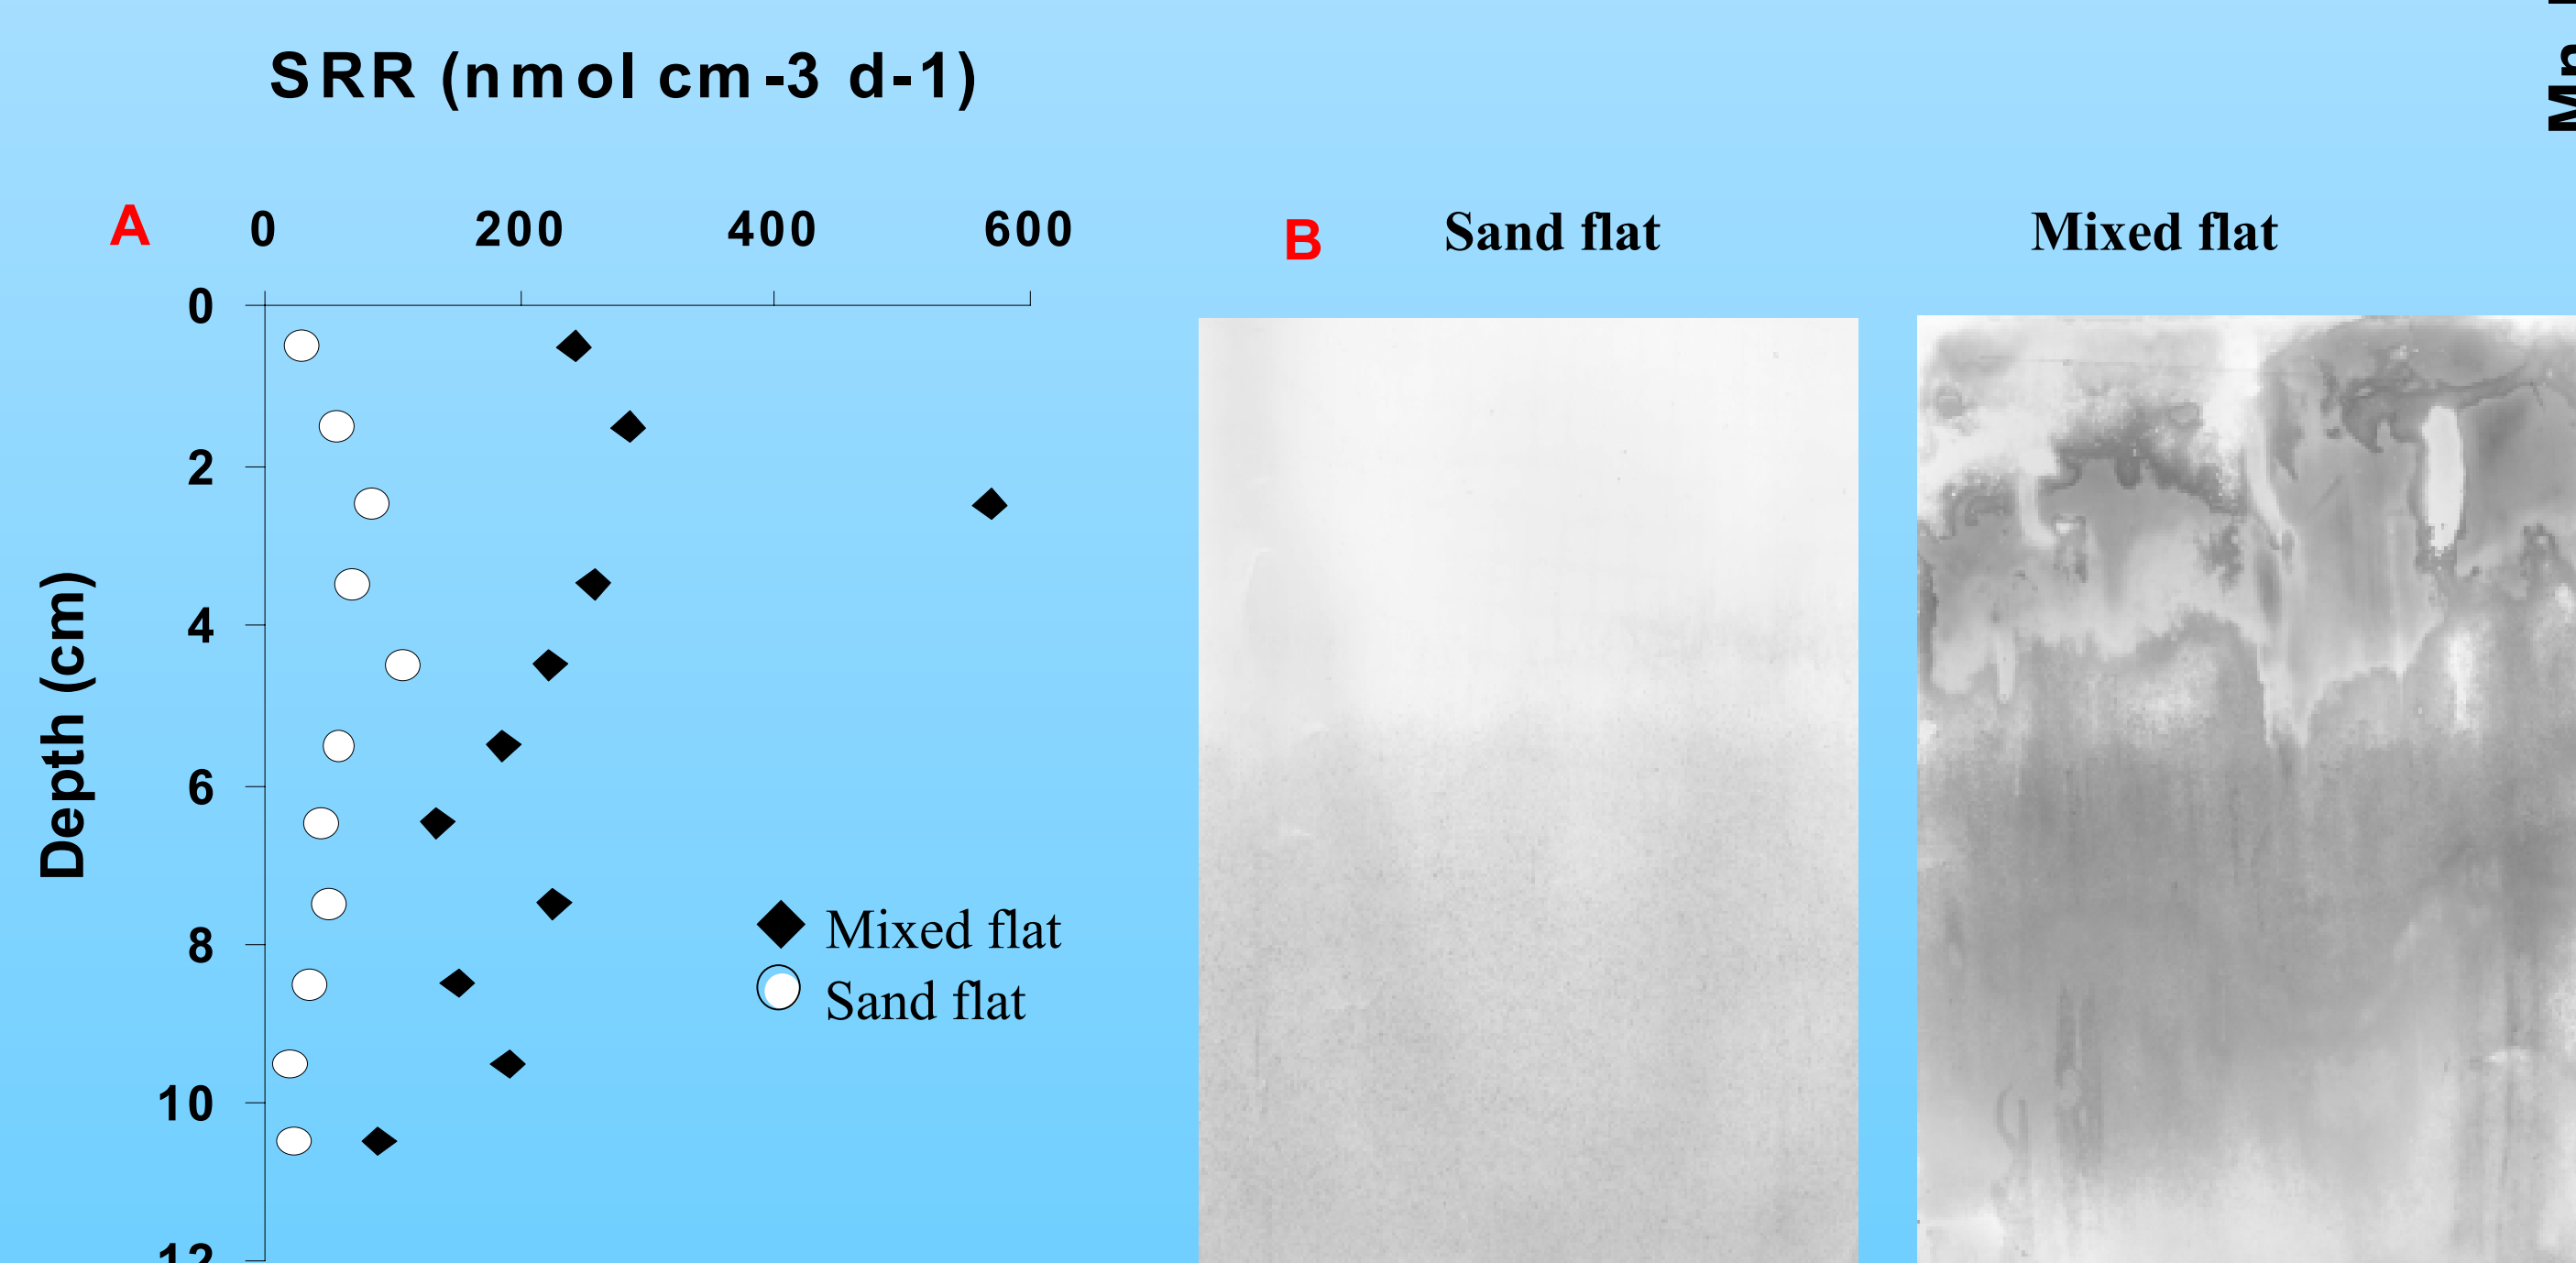 SRR (nmol cm-3 d-1)
A
0 200 400 600
0
2
4
6
8
10
12
Depth (cm)
Mixed flat
Sand flat
B
Sand flat
Mixed flat